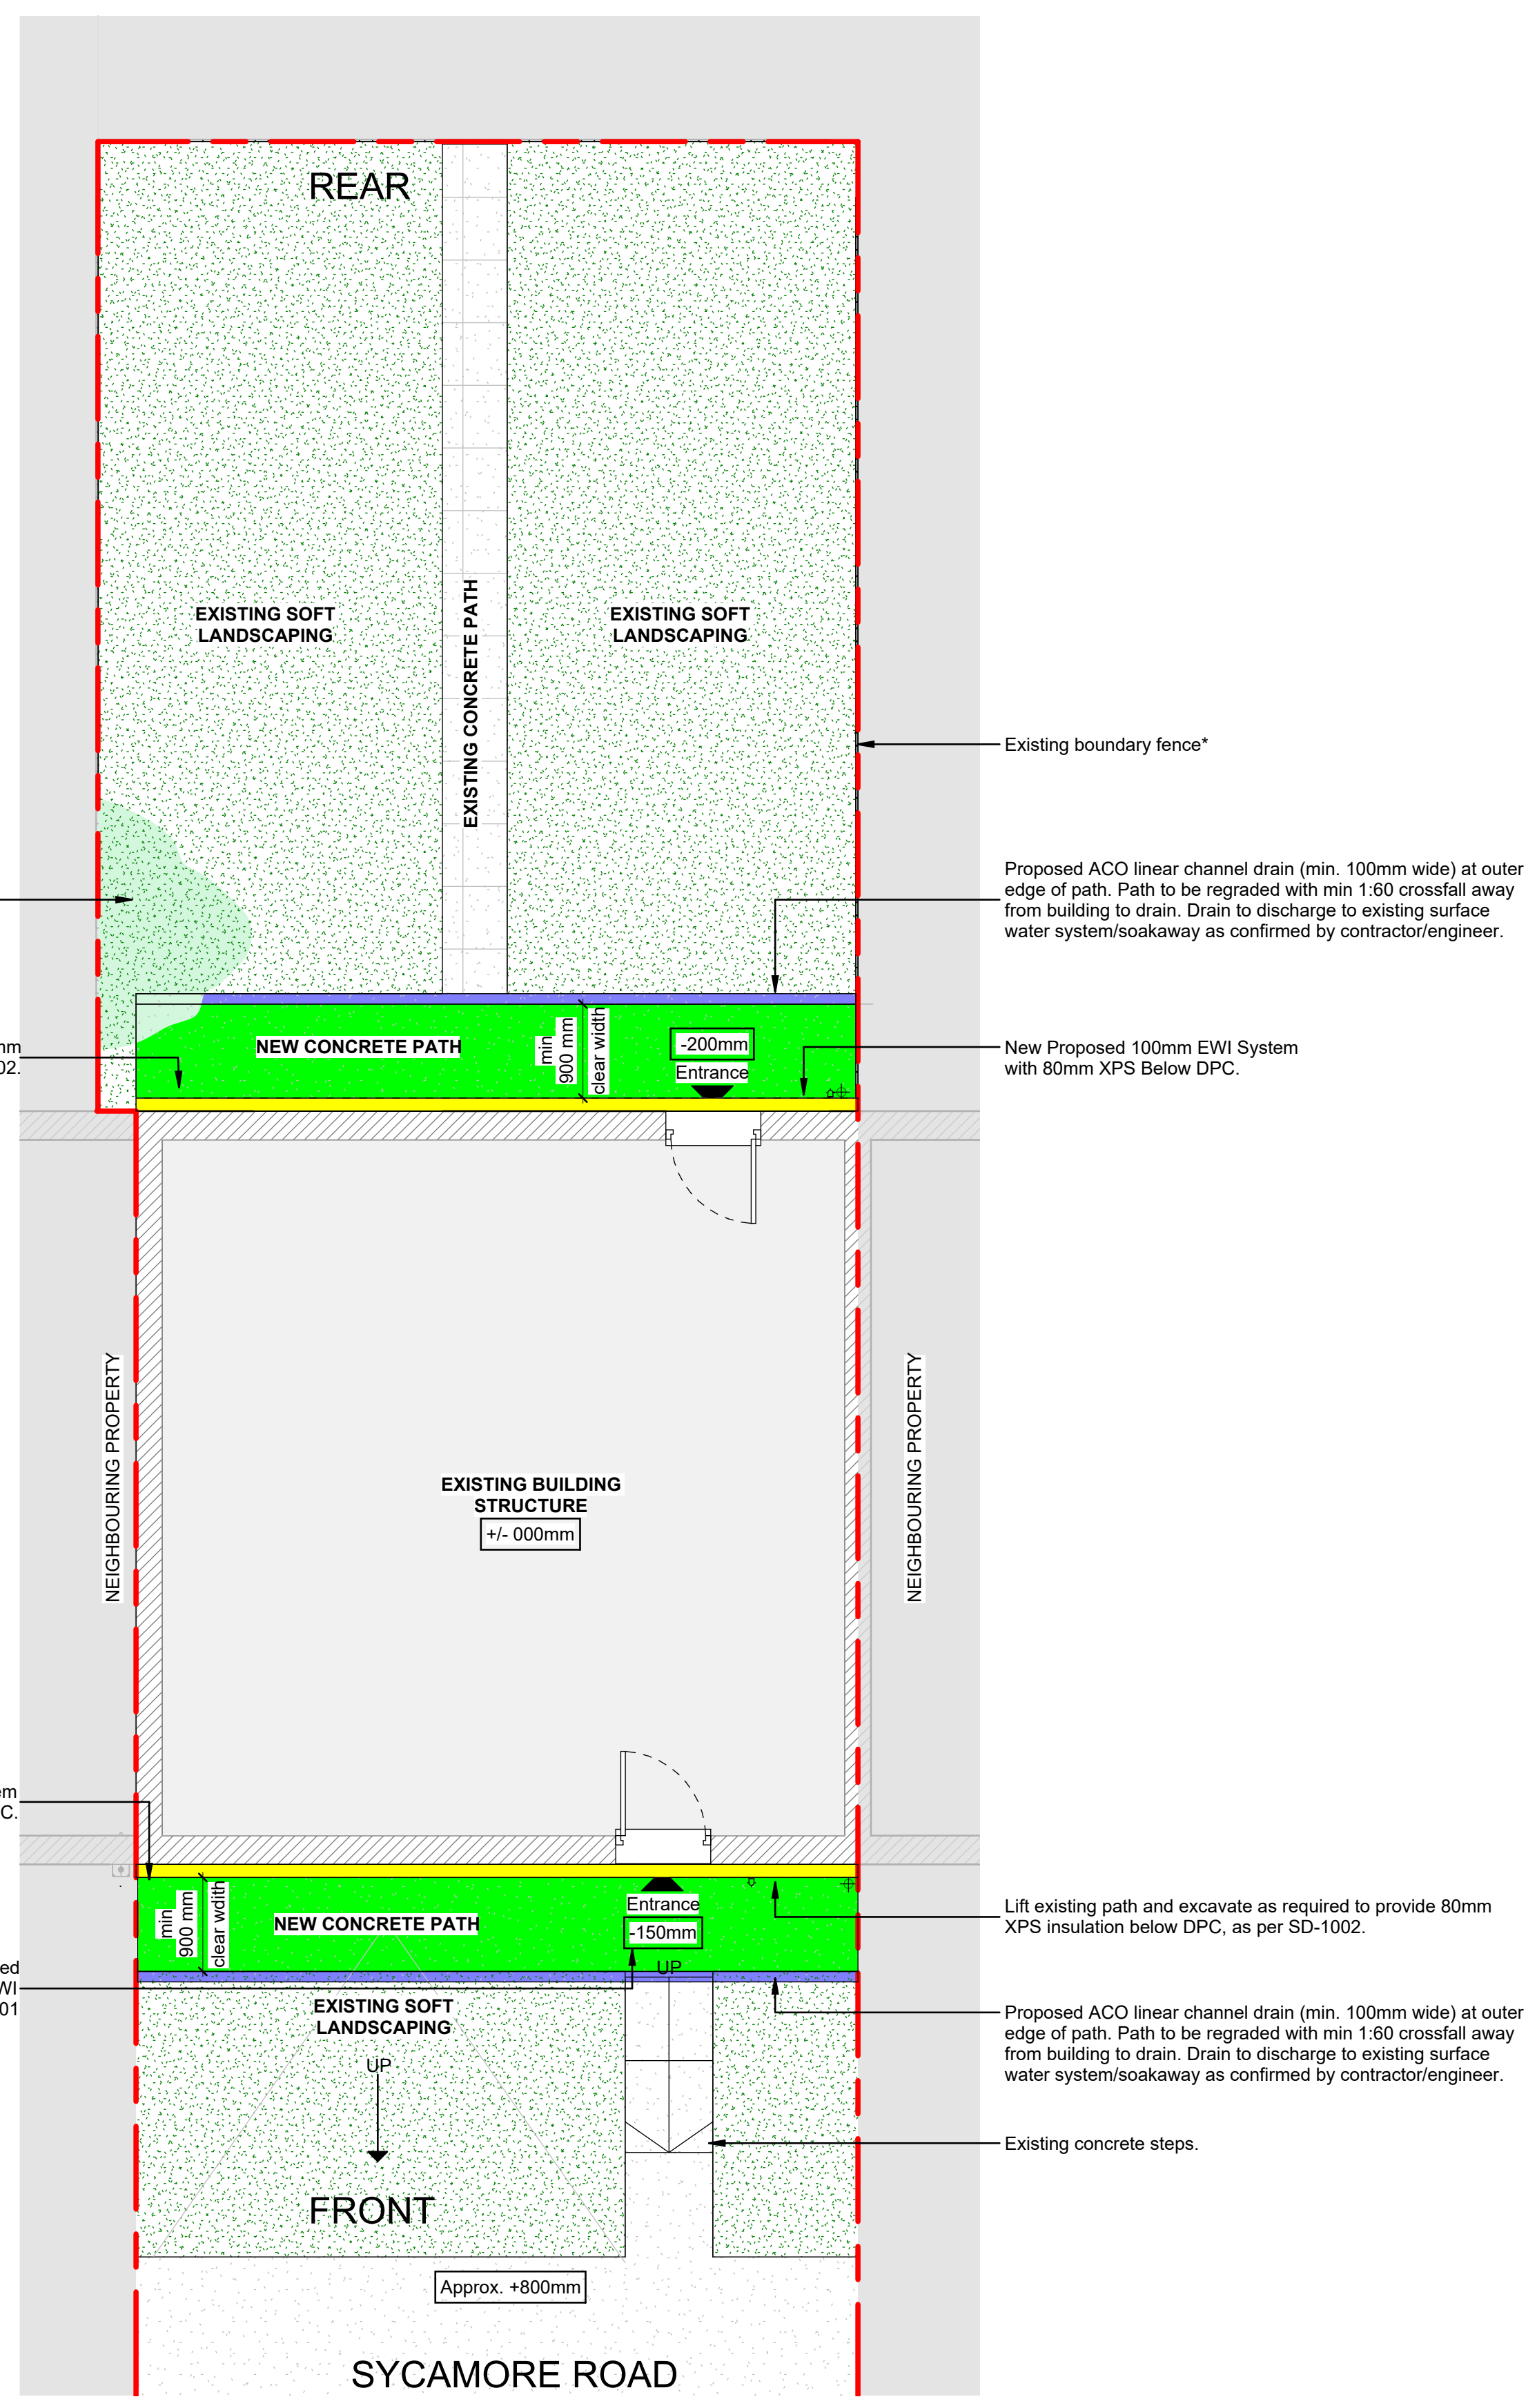 REAR
EXISTING SOFT
LANDSCAPING
EXISTING CONCRETE PATH
EXISTING SOFT
LANDSCAPING
Existing boundary fence*
Proposed ACO linear channel drain (min. 100mm wide) at outer
edge of path. Path to be regraded with min 1:60 crossfall away
from building to drain. Drain to discharge to existing surface
water system/soakaway as confirmed by contractor/engineer.
mm
02.
NEW CONCRETE PATH
min
900 mm
clear width
-200mm
Entrance
New Proposed 100mm EWI System
with 80mm XPS Below DPC.
NEIGHBOURING PROPERTY
EXISTING BUILDING
STRUCTURE
+/- 000mm
NEIGHBOURING PROPERTY
em
C.
min
900 mm
clear wdith
NEW CONCRETE PATH
Entrance
-150mm
UP
Lift existing path and excavate as required to provide 80mm
XPS insulation below DPC, as per SD-1002.
ed
WI
01
EXISTING SOFT
LANDSCAPING
UP
Proposed ACO linear channel drain (min. 100mm wide) at outer
edge of path. Path to be regraded with min 1:60 crossfall away
from building to drain. Drain to discharge to existing surface
water system/soakaway as confirmed by contractor/engineer.
Existing concrete steps.
FRONT
Approx. +800mm
SYCAMORE ROAD